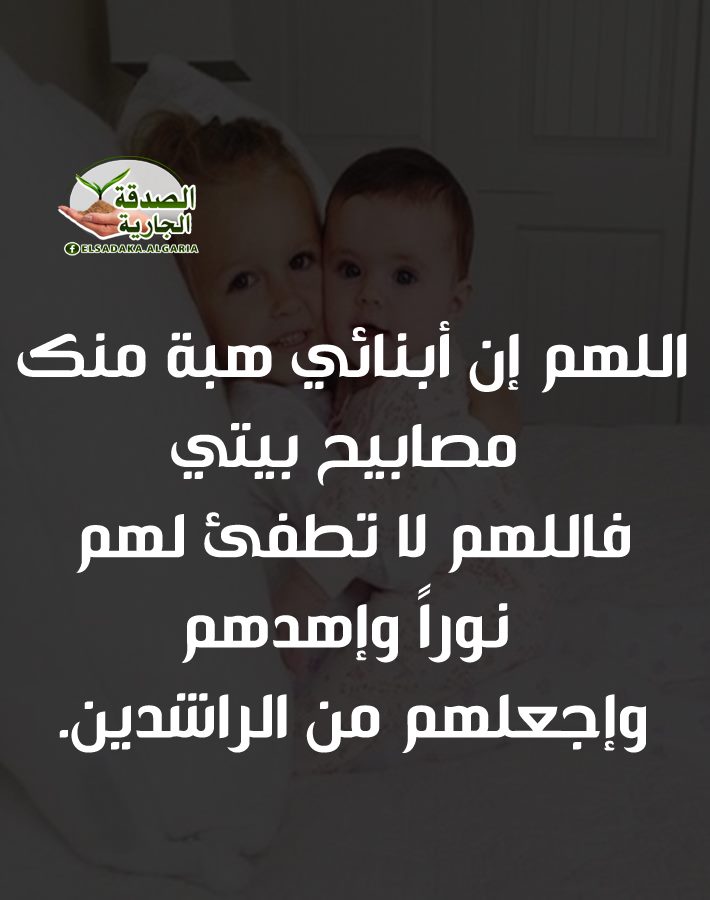 الصدقة
الجارية
ELSADAKA.ALGARIA
اللهم إن أبنائي هبة منك
مصابيح بيتي
فاللهم لا تطفئ لهم
نوراً وإهدهم
وإجعلهم من الراشدين.